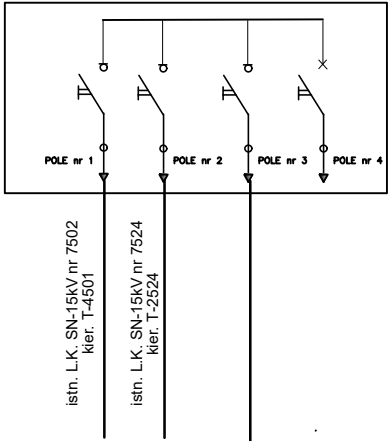 POLE nr 1
POLE nr 2
POLE nr 3
POLE nr 4
istn. L.K. SN-15kV nr 7502
kier. T-4501
istn. L.K. SN-15kV nr 7524
kier. T-2524